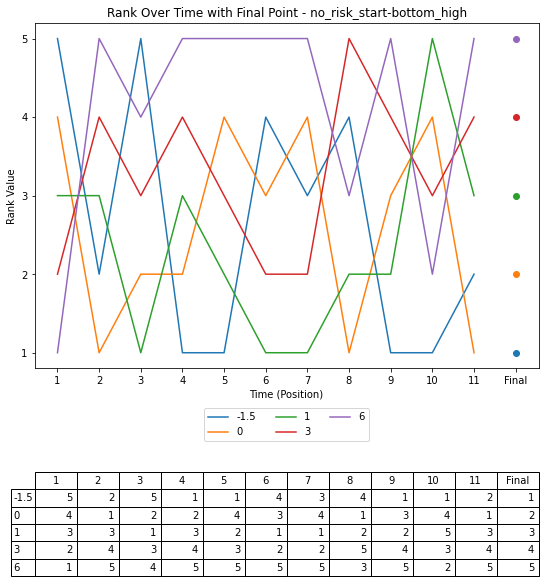 Rank Over Time with Final Point - no_risk_start-bottom_high
Rank Value
5
4
3
2
1
1 2 3 4 5 6 7 8 9 10 11 Final
Time (Position)
-1.5 1 6
0 3
1 2 3 4 5 6 7 8 9 10 11 Final
-1.5 5 2 5 1 1 4 3 4 1 1 2 1
0 4 1 2 2 4 3 4 1 3 4 1 2
1 3 3 1 3 2 1 1 2 2 5 3 3
3 2 4 3 4 3 2 2 5 4 3 4 4
6 1 5 4 5 5 5 5 3 5 2 5 5